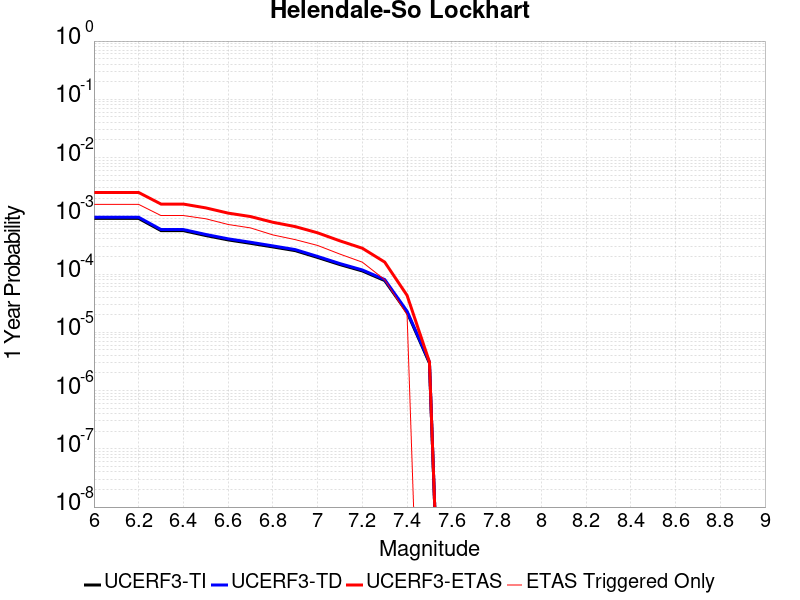 Helendale-So Lockhart
10^0
10^-1
10^-2
10^-3
10^-4
10^-5
10^-6
10^-7
10^-8
1 Year Probability
6 6.2 6.4 6.6 6.8 7 7.2 7.4 7.6 7.8 8 8.2 8.4 8.6 8.8 9
Magnitude
UCERF3-TI UCERF3-TD UCERF3-ETAS ETAS Triggered Only